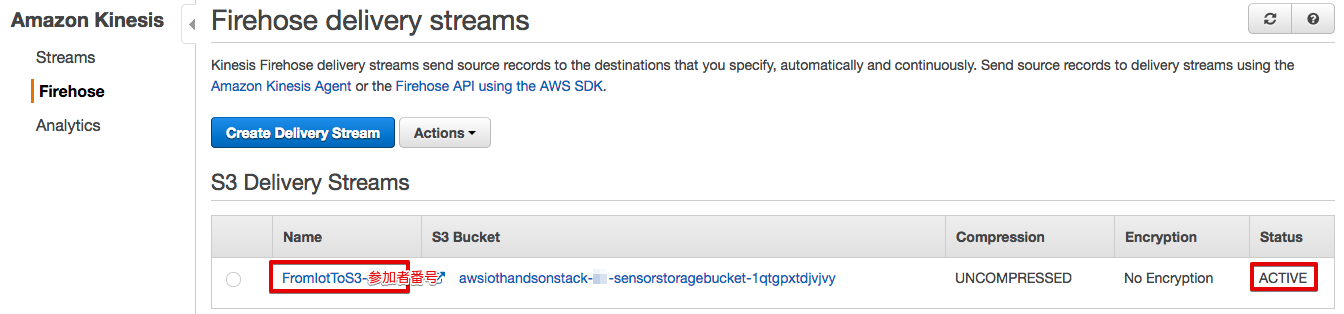 Amazon Kinesis
Streams
Firehose
Analytics
Firehose delivery streams
Kinesis Firehose delivery streams send source records to the destinations that you specify, automatically and continuously. Send source records to delivery streams using the
Amazon Kinesis Agent or the Firehose API using the AWS SDK.
Create Delivery Stream
Actions
S3 Delivery Streams
Name S3 Bucket Compression Encryption Status
FromIotToS3-参加者番号 awsiothandsonstack- -sensorstoragebucket-1qtgpxtdjvjvy UNCOMPRESSED No Encryption ACTIVE